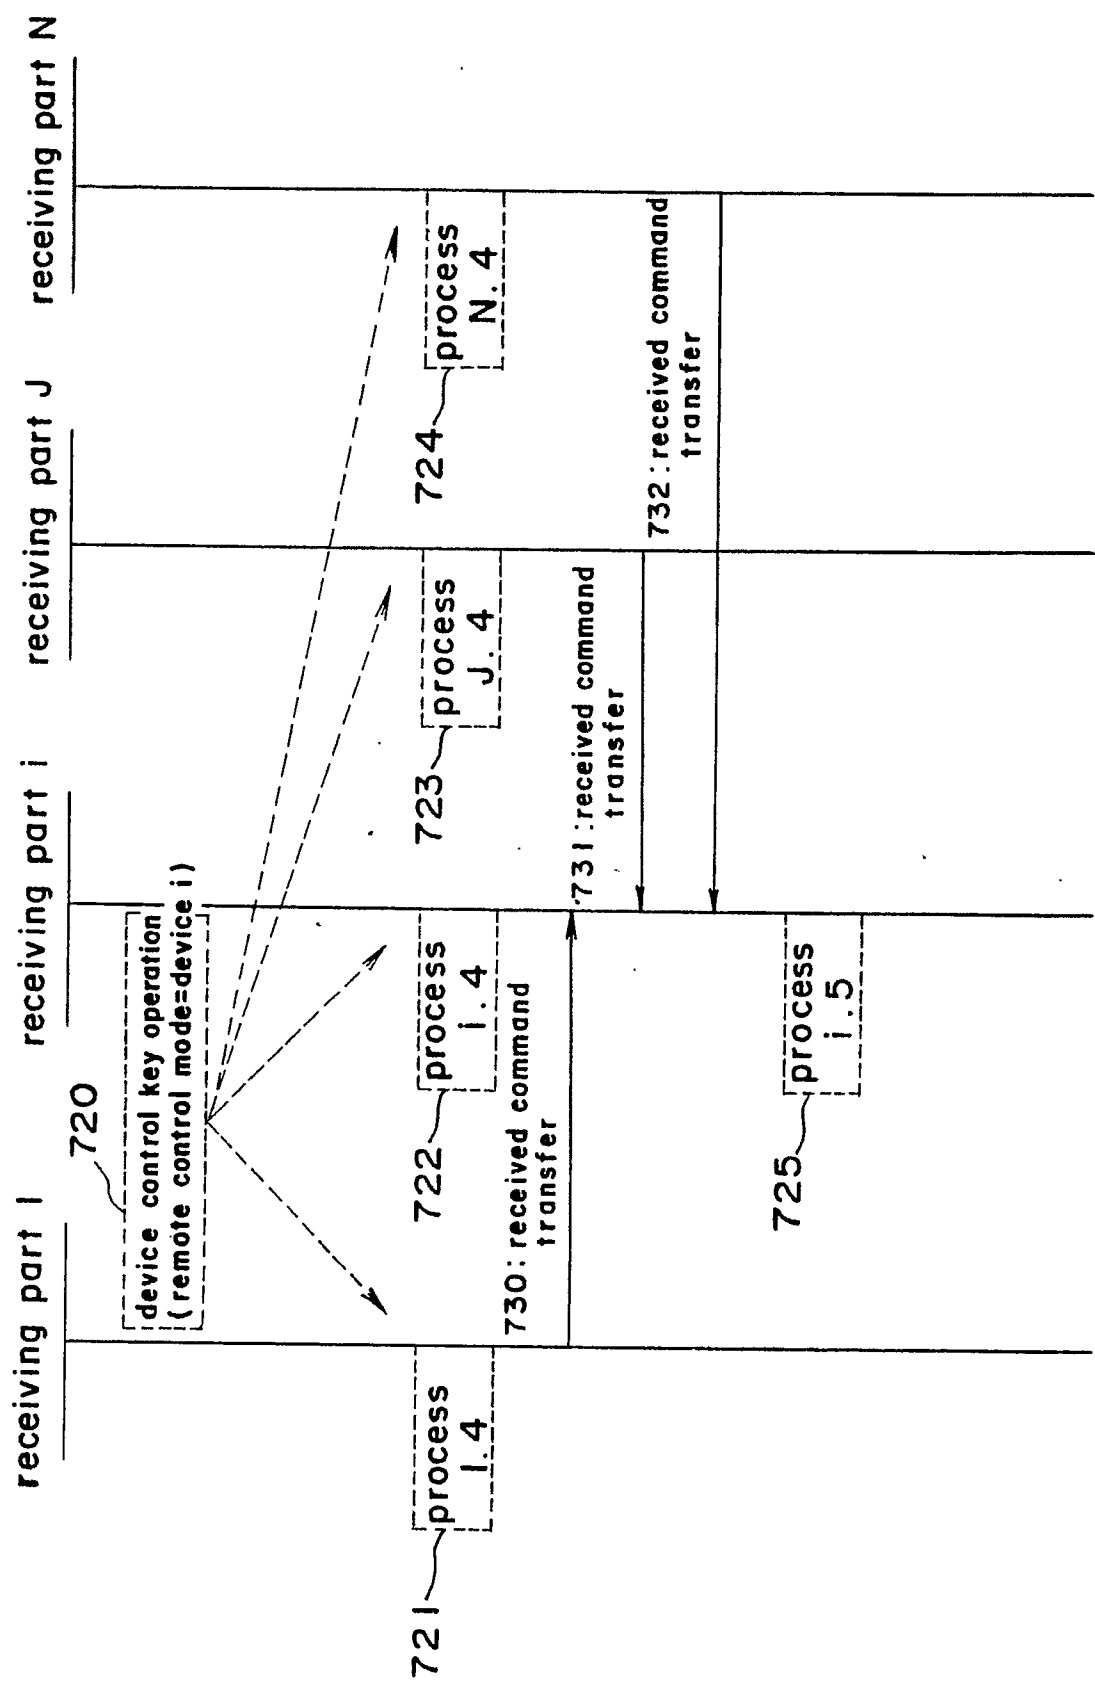 receiving part 1
receiving part i
receiving part J
receiving part N
720
device control key operation
(remote control mode=device i)
721
process
1.4
722
process
i.4
723
process
J.4
724
process
N.4
730:received command
transfer
731:received command
transfer
732:received command
transfer
725
process
i.5